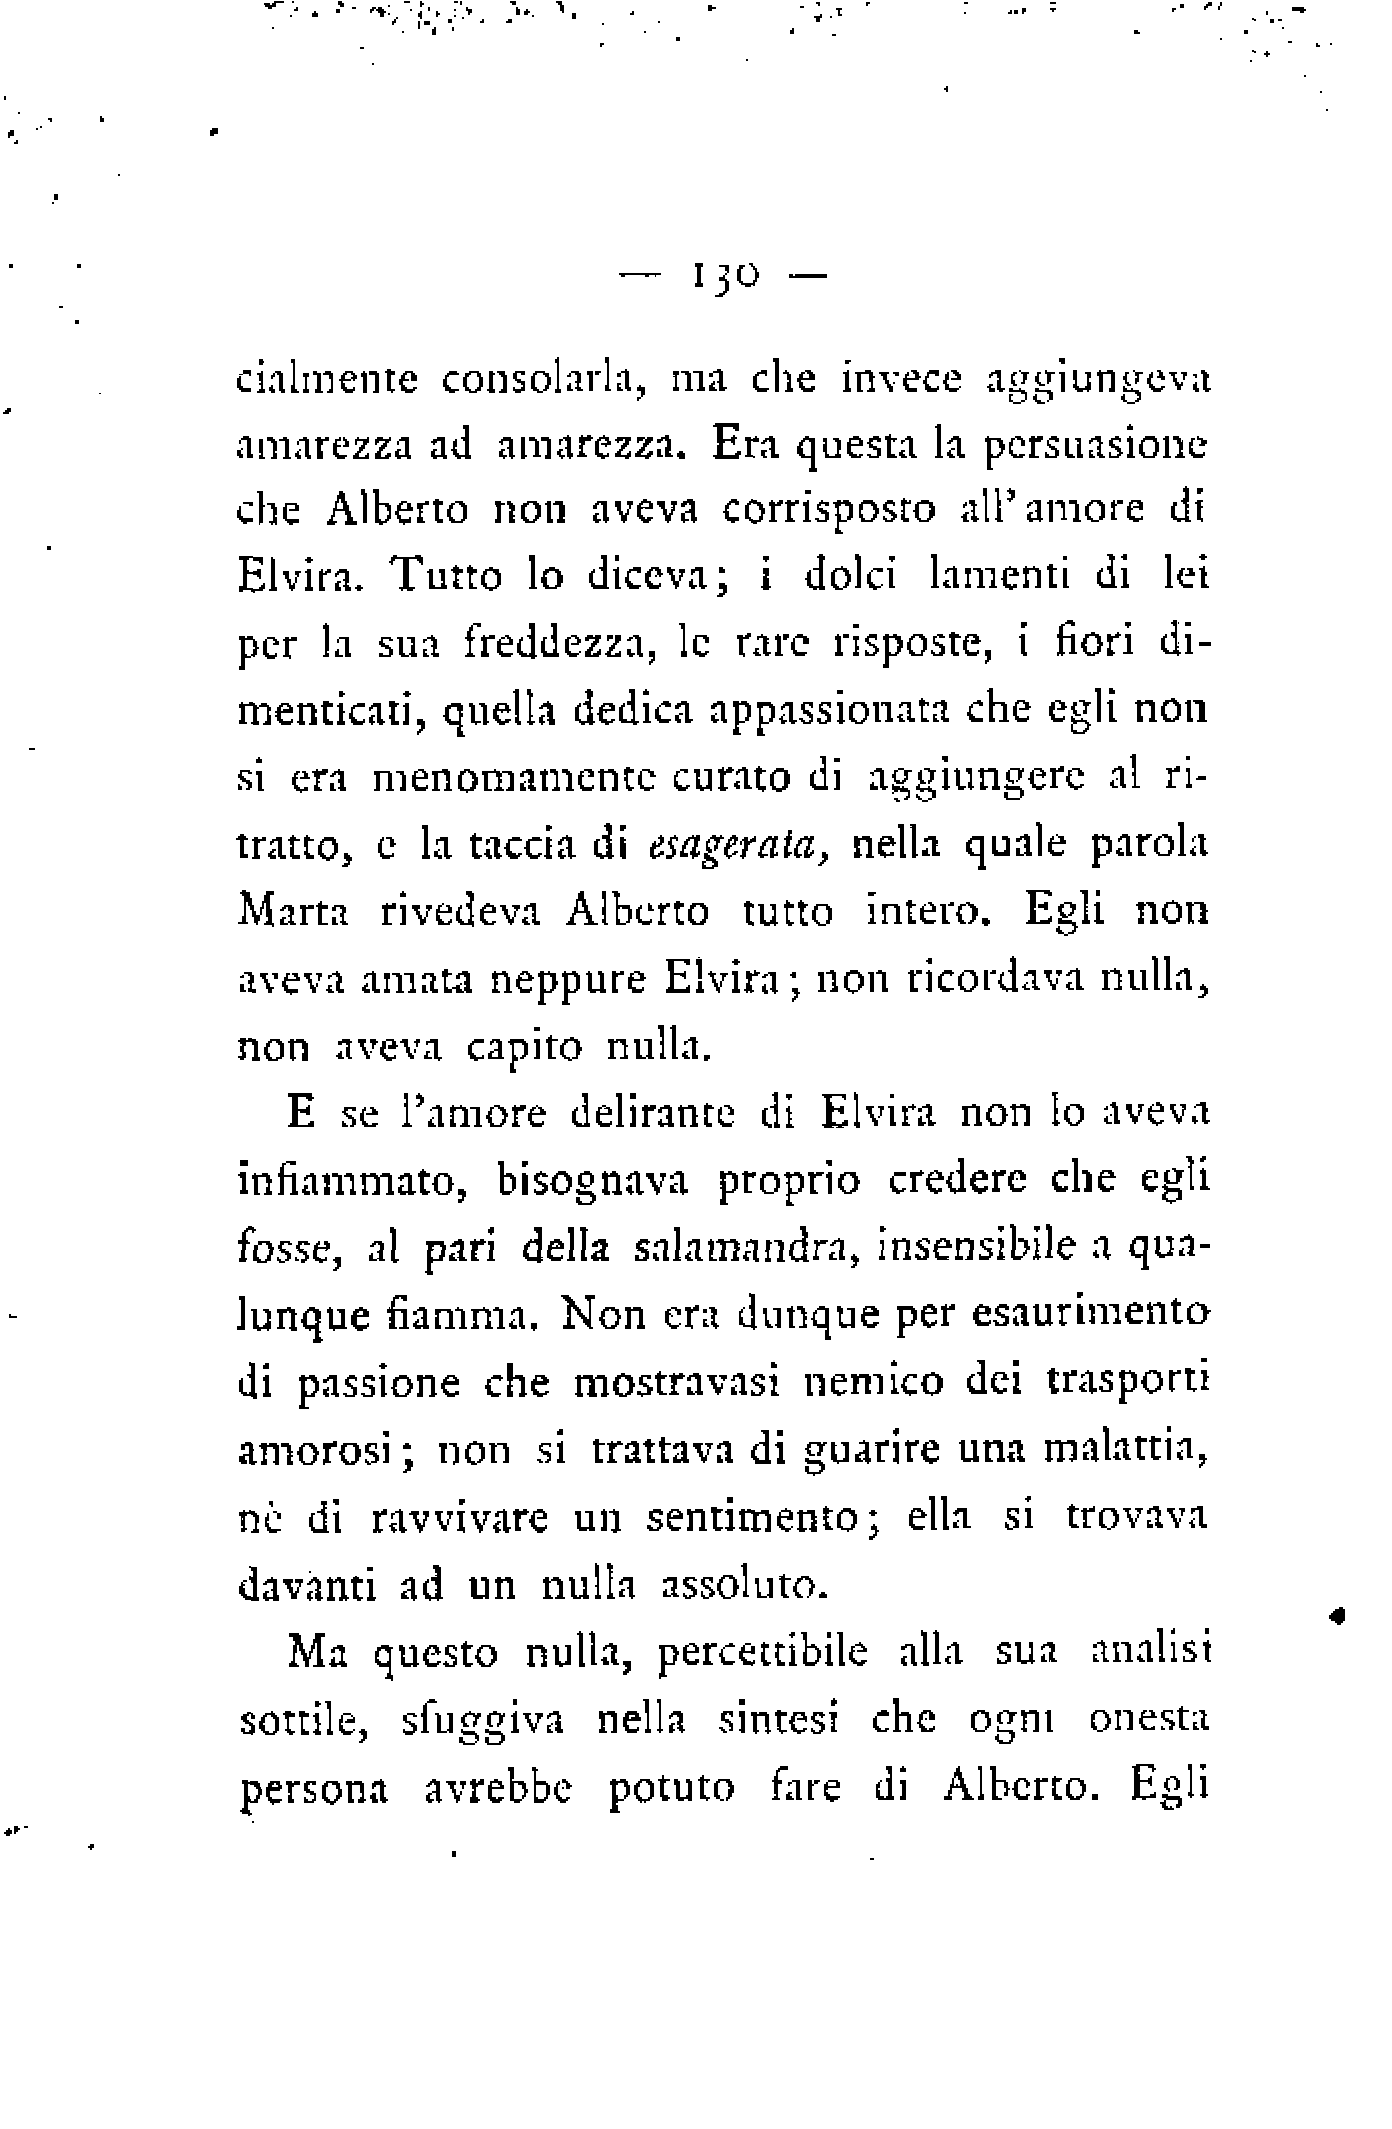 — 130 —
cialmente consolarla, ma che invece aggiungeva
amarezza ad amarezza. Era questa la persuasione
che Alberto non aveva corrisposto all'amore di
Elvira. Tutto lo diceva; i dolci lamenti di lei
per la sua freddezza, le rare risposte, i fiori di-
menticati, quella dedica appassionata che egli non
si era menomamente curato di aggiungere al ri-
tratto, e la taccia di esagerata, nella quale parola
Marta rivedeva Alberto tutto intero. Egli non
aveva amata neppure Elvira; non ricordava nulla,
non aveva capito nulla.
E se l'amore delirante di Elvira non lo aveva
infiammato, bisognava proprio credere che egli
fosse, al pari della salamandra, insensibile a qua-
lunque fiamma. Non era dunque per esaurimento
di passione che mostravasi nemico dei trasporti
amorosi; non si trattava di guarire una malattia,
nè di ravvivare un sentimento; ella si trovava
davanti ad un nulla assoluto.
Ma questo nulla, percettibile alla sua analisi
sottile, sfuggiva nella sintesi che ogni onesta
persona avrebbe potuto fare di Alberto. Egli